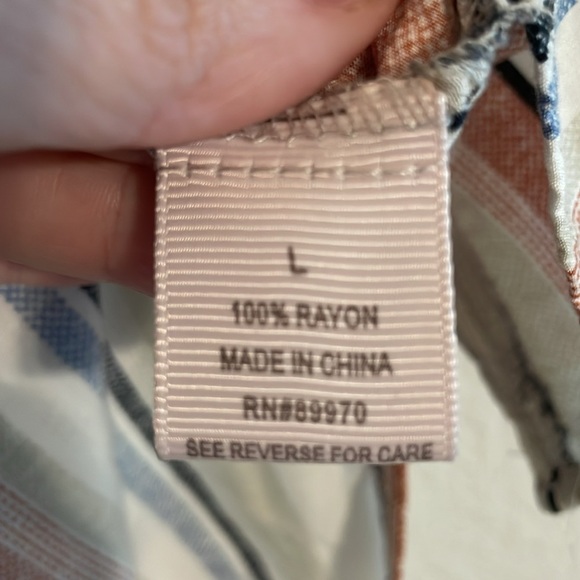 L
100% RAYON
MADE IN CHINA
RN#89970
SEE REVERSE FOR CARE